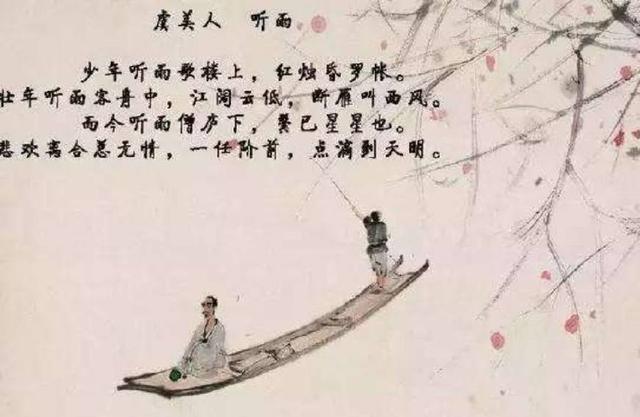 虞美人 听雨
少年听雨歌楼上，红烛昏罗帐。
壮年听雨客舟中，江阔云低，断雁叫西风。
而今听雨僧庐下，鬓已星星也。
悲欢离合总无情，一任阶前，点滴到天明。